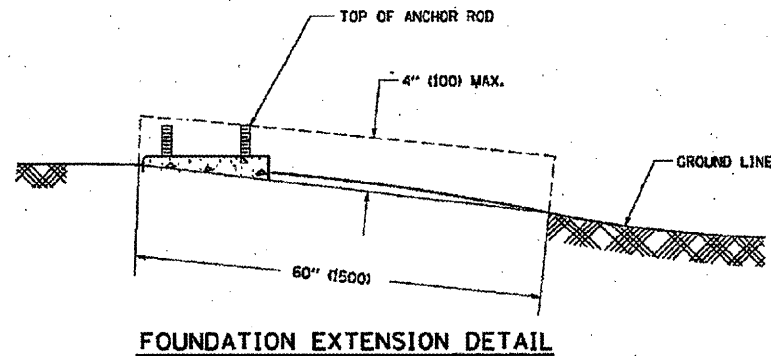 TOP OF ANCHOR ROD
4" (100) MAX.
GROUND LINE
60" (1500)
FOUNDATION EXTENSION DETAIL